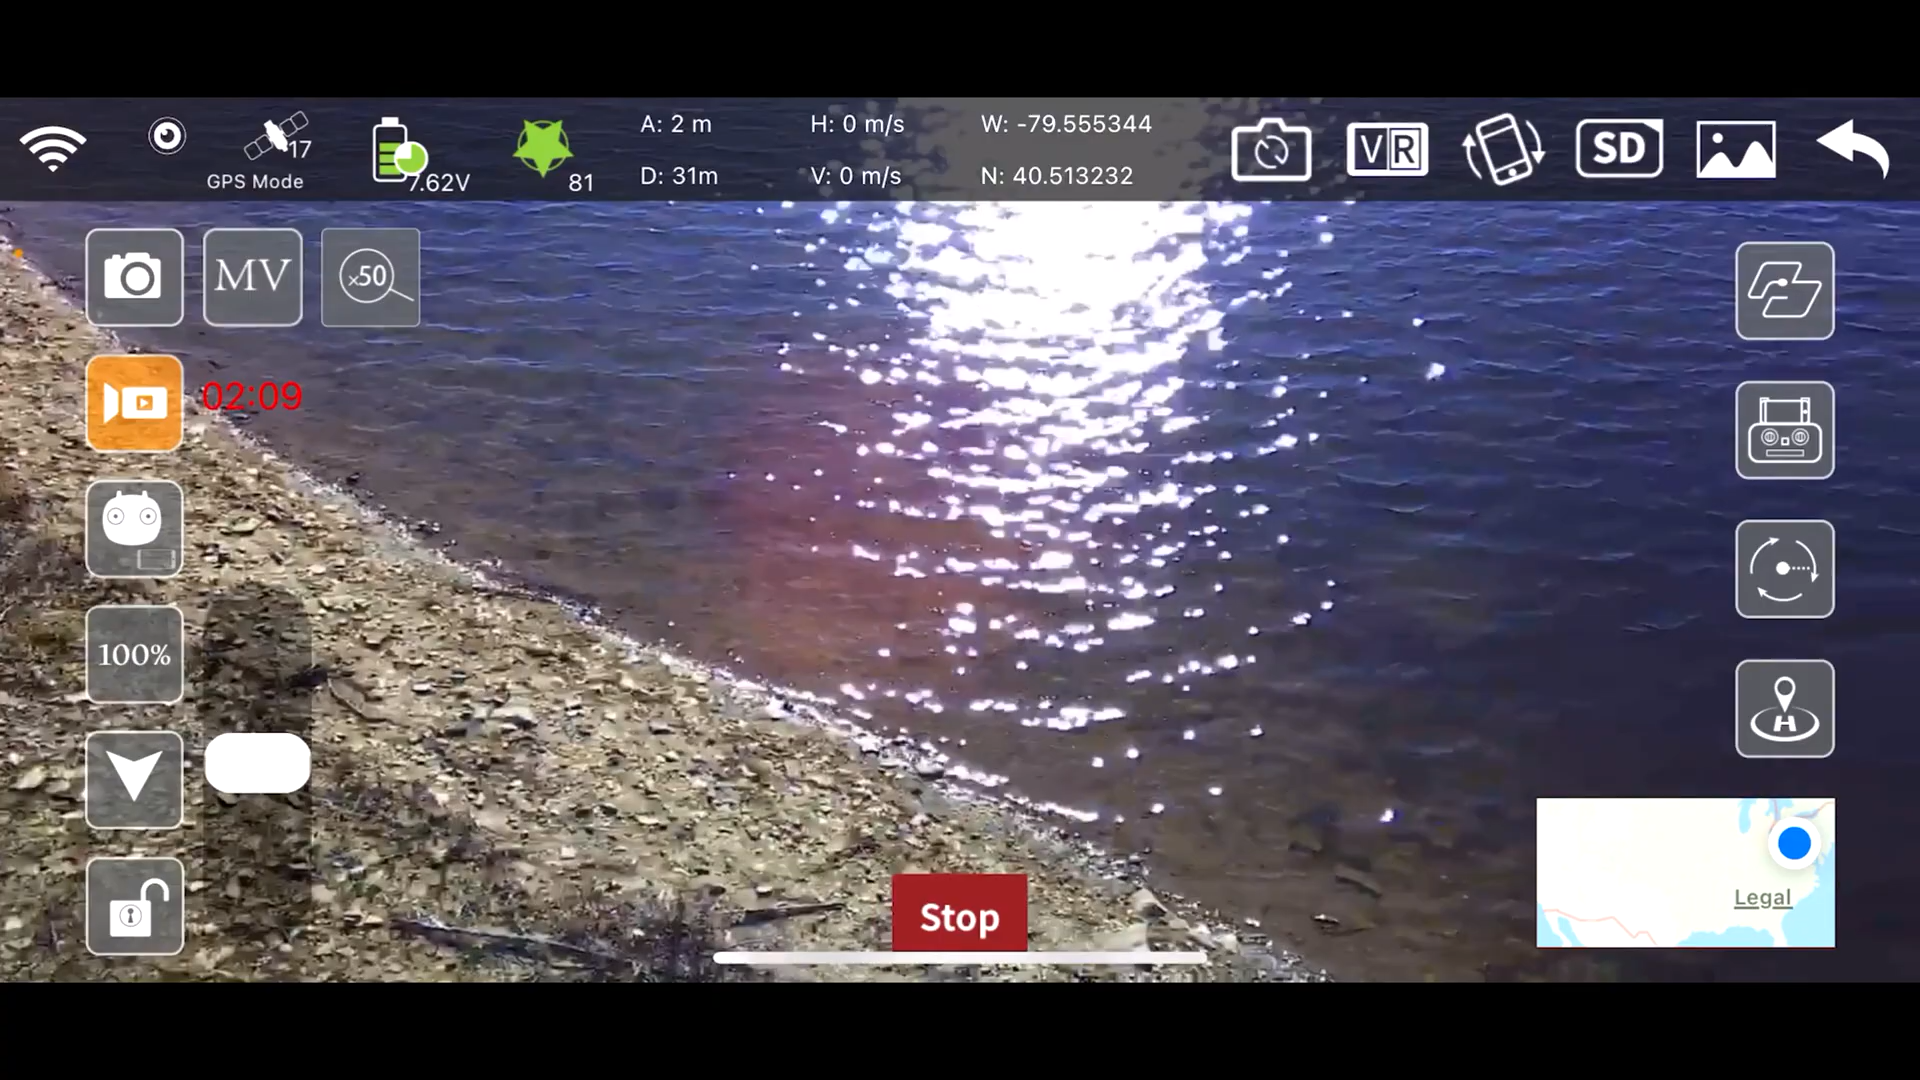 17
GPS Mode
7.62V
81
A: 2 m
D: 31m
H: 0 m/s
V: 0 m/s
W: -79.555344
N: 40.513232
VR
SD
MV
x50
02:09
100%
H
Legal
Stop